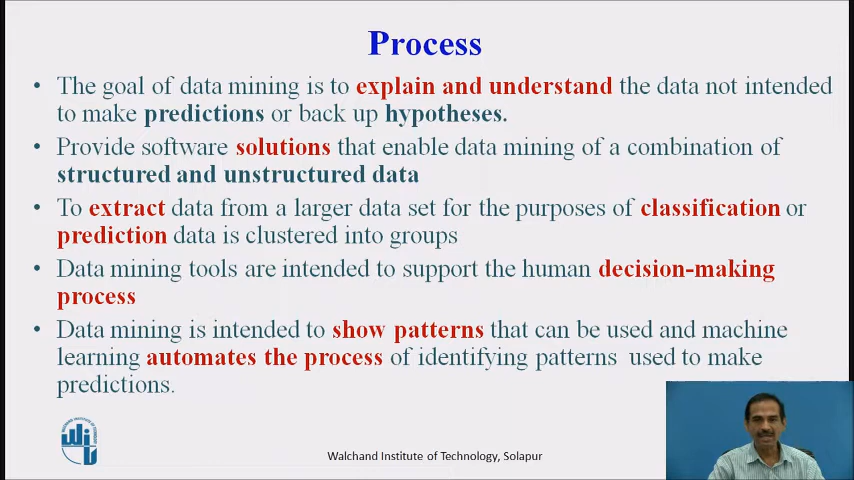 Process
• The goal of data mining is to explain and understand the data not intended
to make predictions or back up hypotheses.
• Provide software solutions that enable data mining of a combination of
structured and unstructured data
• To extract data from a larger data set for the purposes of classification or
prediction data is clustered into groups
• Data mining tools are intended to support the human decision-making
process
• Data mining is intended to show patterns that can be used and machine
learning automates the process of identifying patterns used to make
predictions.
Walchand Institute of Technology, Solapur